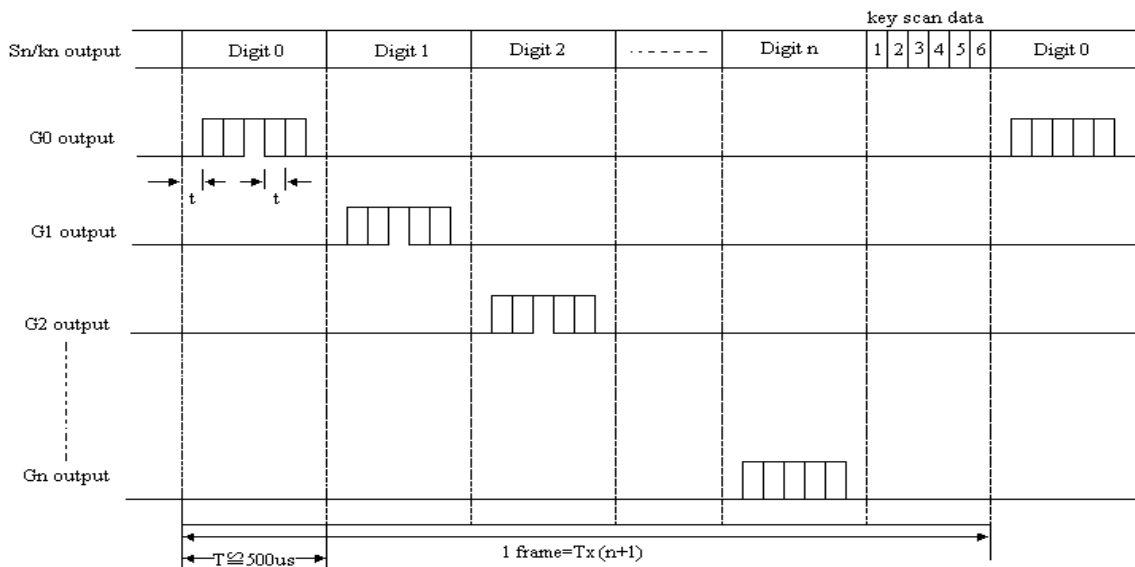 key scan data
Sn/kn output Digit 0 Digit 1 Digit 2 Digit n 1 2 3 4 5 6 Digit 0
G0 output
t t
G1 output
G2 output
Gn output
1 frame=Tx (n+1)
T≌500us